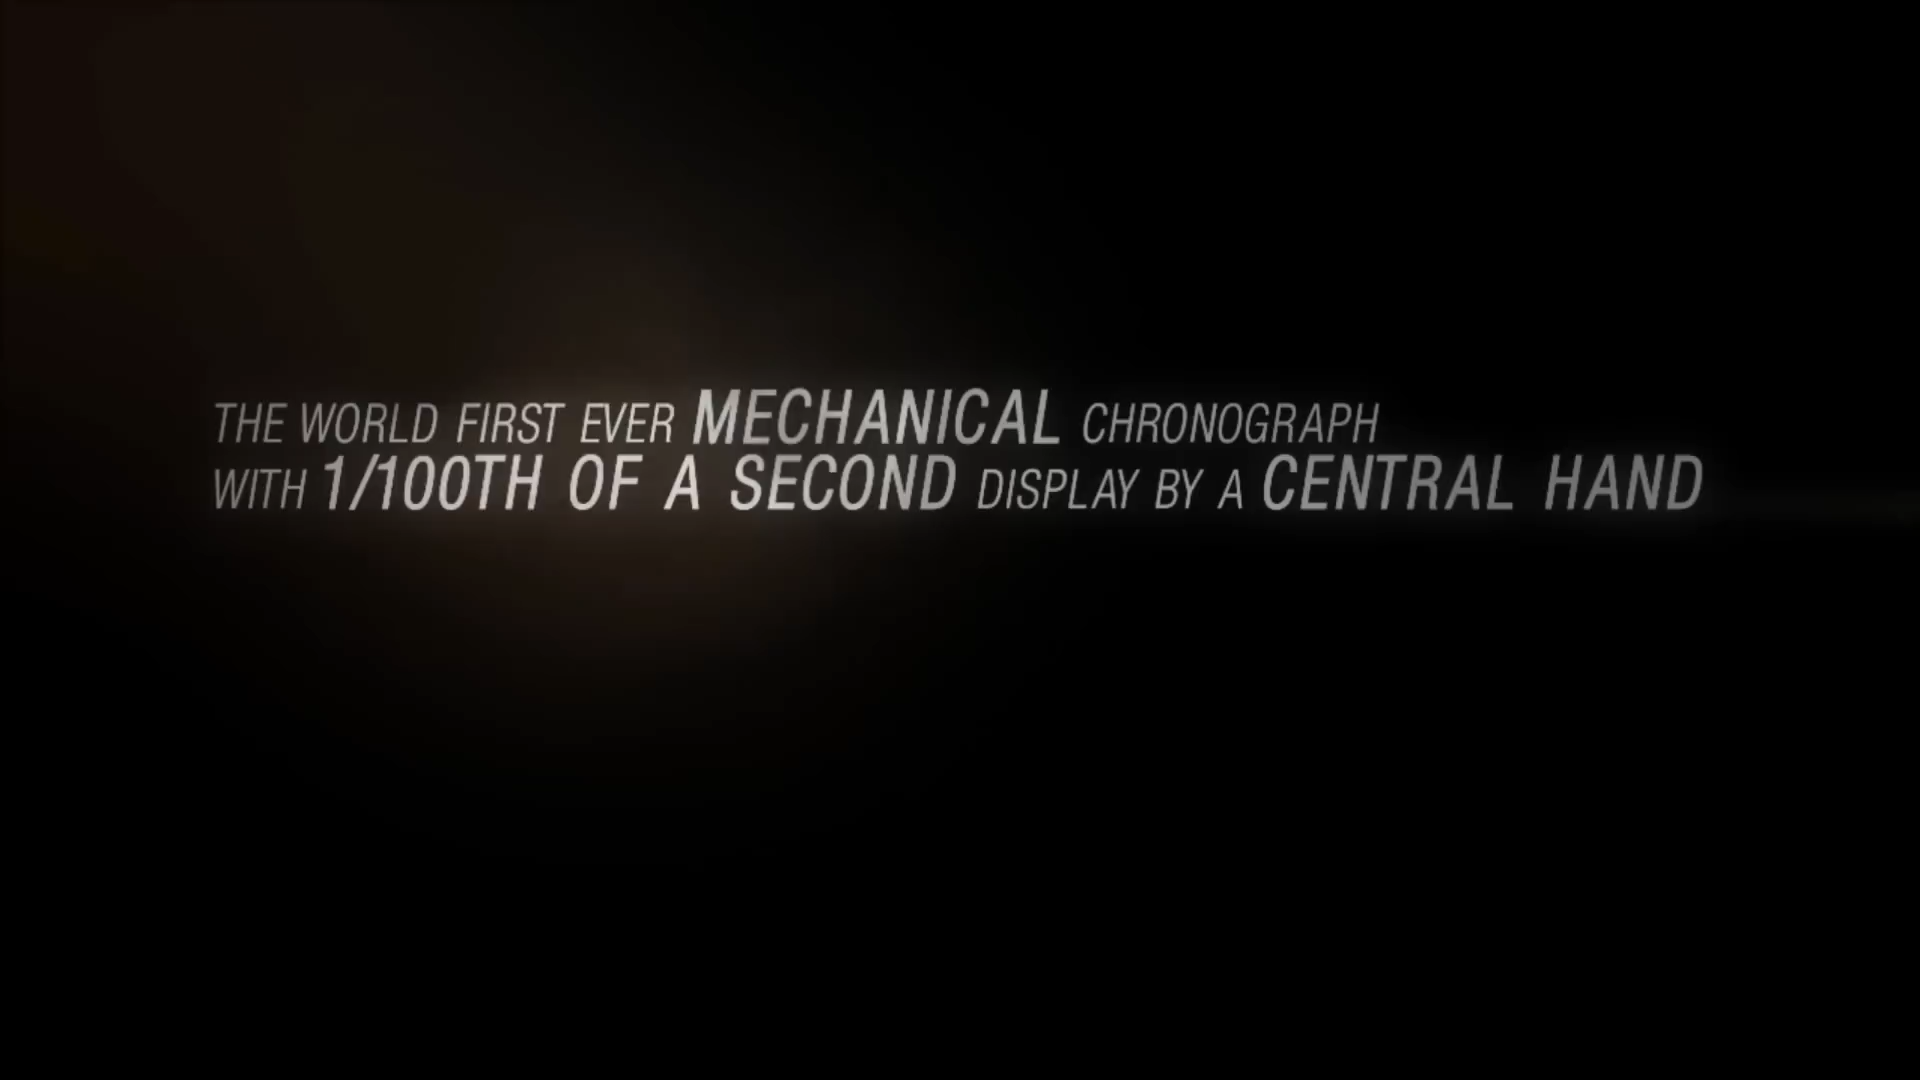 THE WORLD FIRST EVER MECHANICAL CHRONOGRAPH
WITH 1/100TH OF A SECOND DISPLAY BY A CENTRAL HAND